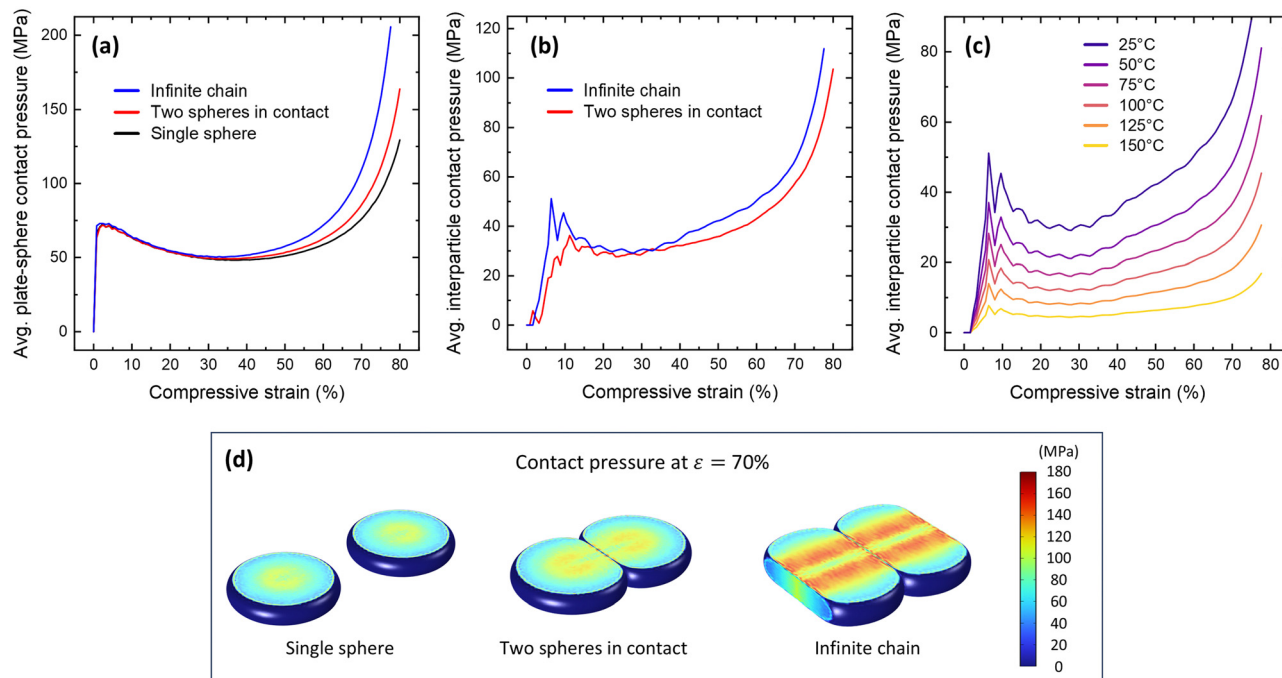 (a)
Avg. plate-sphere contact pressure (MPa)
200
150
100
50
0
Infinite chain
Two spheres in contact
Single sphere
0 10 20 30 40 50 60 70 80
Compressive strain (%)
(b)
Avg. interparticle contact pressure (MPa)
120
100
80
60
40
20
0
Infinite chain
Two spheres in contact
0 10 20 30 40 50 60 70 80
Compressive strain (%)
(c)
Avg. interparticle contact pressure (MPa)
80
60
40
20
0
25°C
50°C
75°C
100°C
125°C
150°C
0 10 20 30 40 50 60 70 80
Compressive strain (%)
(d)
Contact pressure at ε = 70%
(MPa)
180
160
140
120
100
80
60
40
20
0
Single sphere
Two spheres in contact
Infinite chain